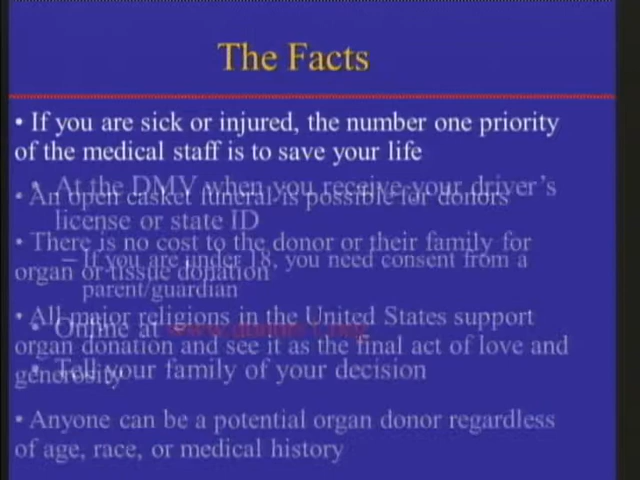 The Facts
• If you are sick or injured, the number one priority
of the medical staff is to save your life
• At the DMV when you receive your driver's
license or state ID
• An open casket funeral is possible for donors
• There is no cost to the donor or their family for
organ or tissue donation
– If you are under 18, you need consent from a
parent/guardian
• All major religions in the United States support
organ donation and see it as the final act of love and
generosity
• Online at
• Tell your family of your decision
• Anyone can be a potential organ donor regardless
of age, race, or medical history